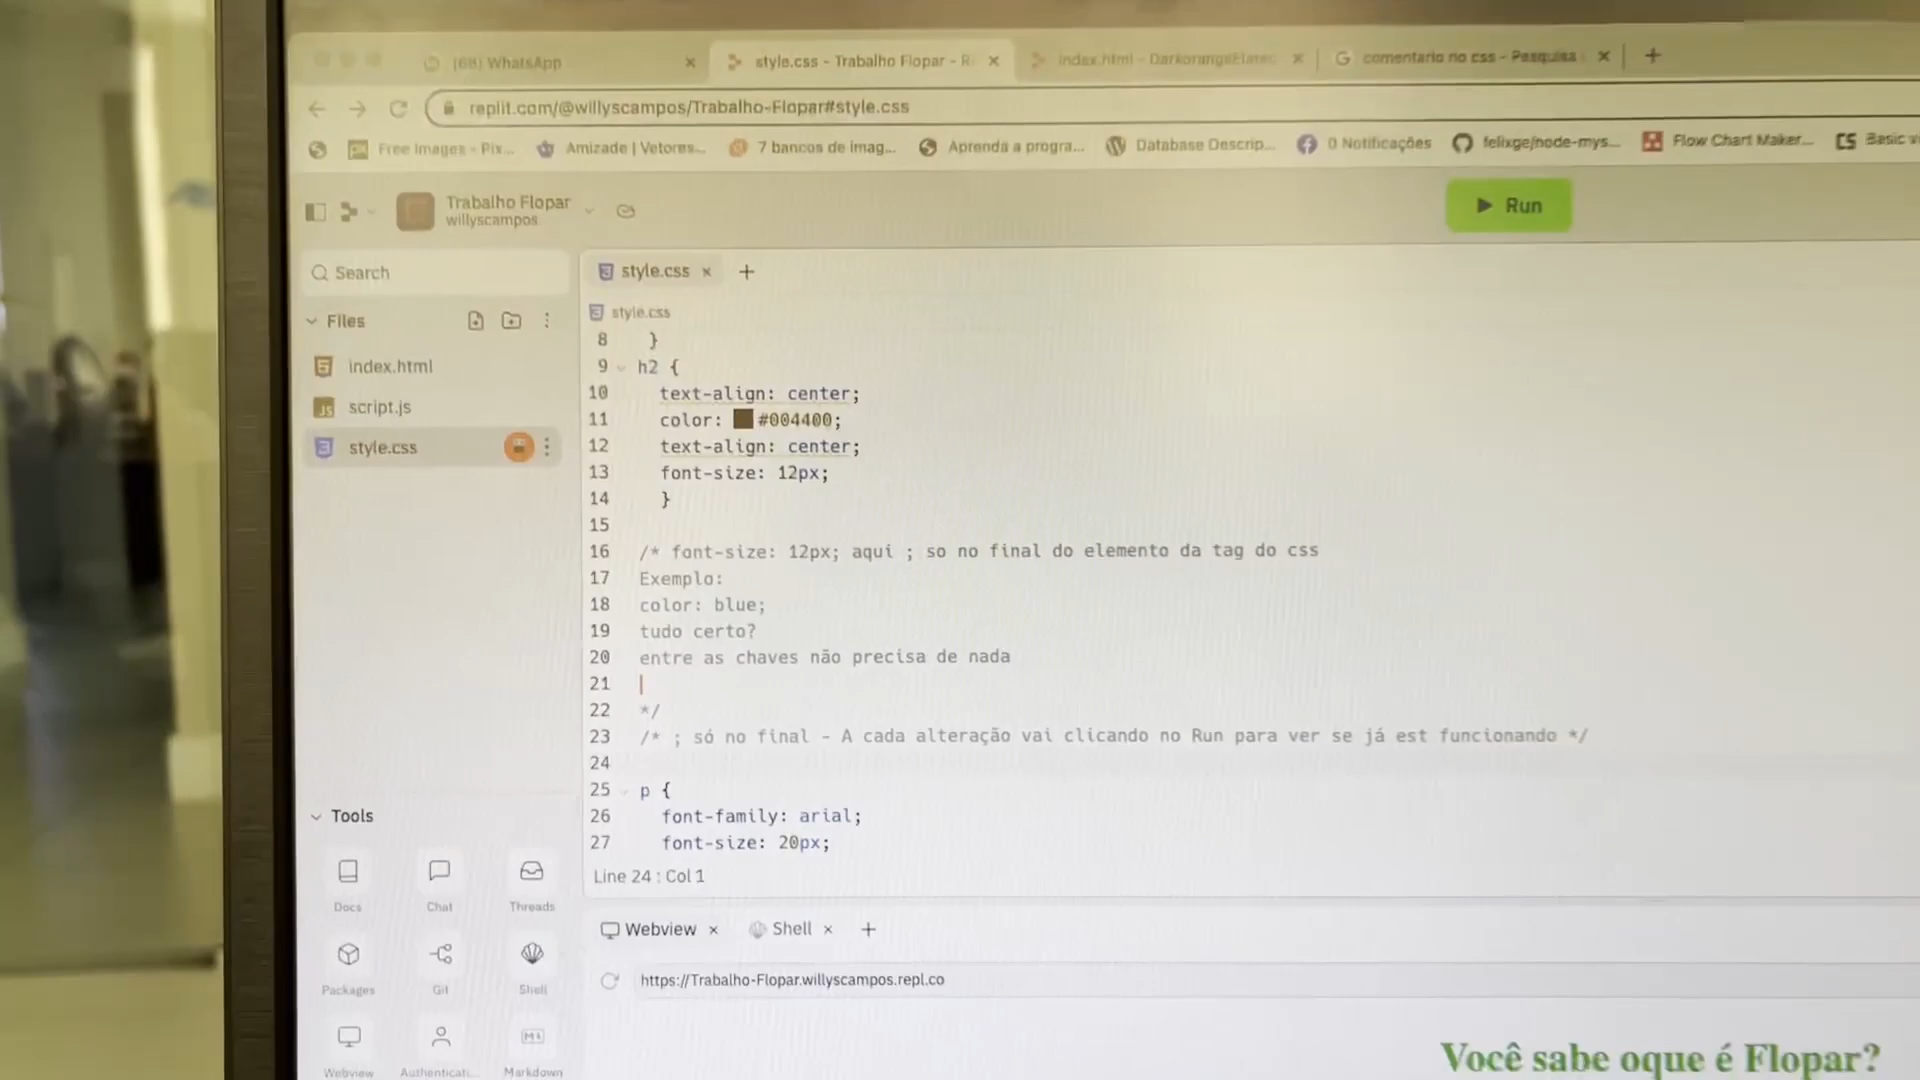 (68) WhatsApp
style.css - Trabalho Flopar - R
index.html - DarkorangeElatec
comentario no css - Pesquisa
replit.com/@willyscampos/Trabalho-Flopar#style.css
Free Images - Pix...
Amizade | Vetores...
7 bancos de imag...
Aprenda a progra...
Database Descrip...
0 Notificações
felixge/node-mys...
Flow Chart Maker...
CS Basic
Trabalho Flopar
willyscampos
Run
Search
style.css
Files
style.css
index.html
script.js
style.css
8 }
9 h2 {
10 text-align: center;
11 color: #004400;
12 text-align: center;
13 font-size: 12px;
14 }
15
16 /* font-size: 12px; aqui ; so no final do elemento da tag do css
17 Exemplo:
18 color: blue;
19 tudo certo?
20 entre as chaves não precisa de nada
21
22 */
23 /* ; só no final - A cada alteração vai clicando no Run para ver se já est funcionando */
24
25 p {
26 font-family: arial;
27 font-size: 20px;
Line 24 : Col 1
Tools
Docs
Chat
Threads
Packages
Git
Shell
Webview
Authenticati...
Markdown
Webview
Shell
https://Trabalho-Flopar.willyscampos.repl.co
Você sabe oque é Flopar?